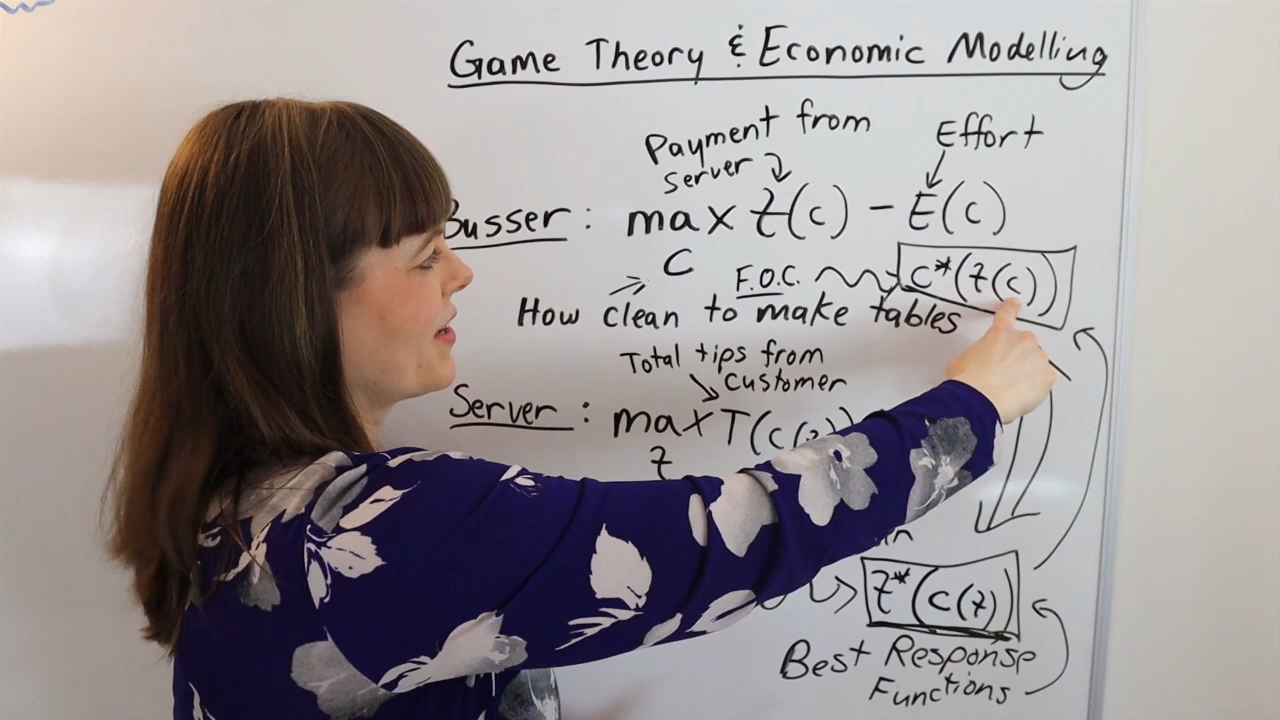 Game Theory & Economic Modelling
Payment from
server
Effort
Busser: max Z(c) - E(c)
c
F.O.C.
c*(Z(c))
How clean to make tables
Total tips from
customer
Server: max T(c(z))
Z
Z*(c(z))
Best Response
Functions